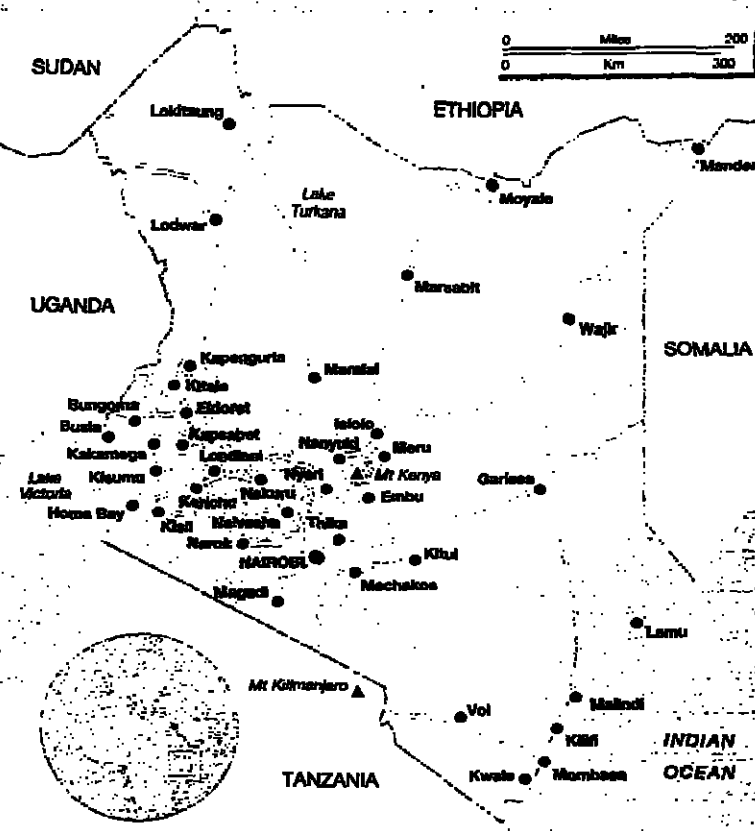 0 Miles 200
0 Km 300
SUDAN
ETHIOPIA
Lokitaung
Mandera
Moyale
Lake
Turkana
Lodwar
Marsabit
UGANDA
Wajir
SOMALIA
Kapenguria
Maralal
Kitale
Bungoma
Eldoret
Busia
Kapsabet
Isiolo
Nanyuki
Meru
Kakamega
Londiani
Lake
Victoria
Kisumu
Nyeri
Mt Kenya
Garissa
Kericho
Nakuru
Embu
Homa Bay
Kisii
Naivasha
Thika
Narok
NAIROBI
Kitui
Machakos
Magadi
Lamu
Mt Kilimanjaro
Malindi
Voi
Kilifi
INDIAN
OCEAN
TANZANIA
Kwale
Mombasa